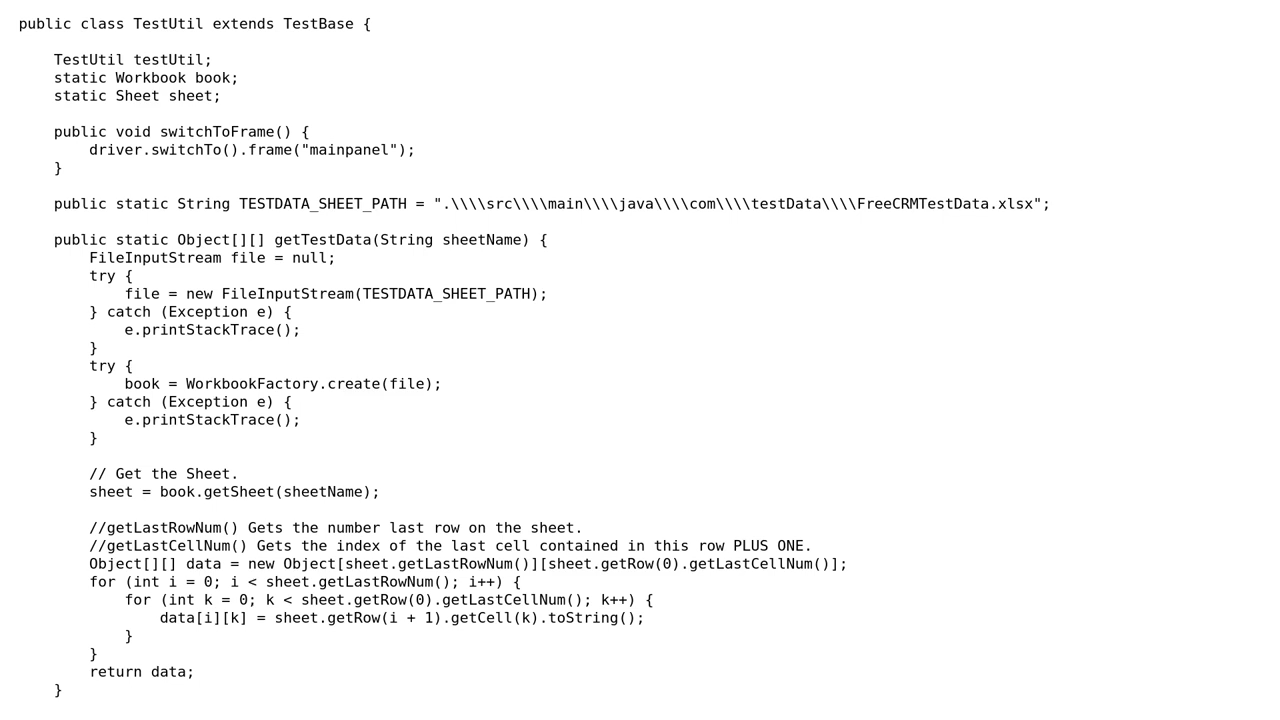 public class TestUtil extends TestBase {
TestUtil testUtil;
static Workbook book;
static Sheet sheet;
public void switchToFrame() {
driver.switchTo().frame("mainpanel");
}
public static String TESTDATA_SHEET_PATH = ".\\\\src\\\\main\\\\java\\\\com\\\\testData\\\\FreeCRMTestData.xlsx";
public static Object[][] getTestData(String sheetName) {
FileInputStream file = null;
try {
file = new FileInputStream(TESTDATA_SHEET_PATH);
} catch (Exception e) {
e.printStackTrace();
}
try {
book = WorkbookFactory.create(file);
} catch (Exception e) {
e.printStackTrace();
}
// Get the Sheet.
sheet = book.getSheet(sheetName);
//getLastRowNum() Gets the number last row on the sheet.
//getLastCellNum() Gets the index of the last cell contained in this row PLUS ONE.
Object[][] data = new Object[sheet.getLastRowNum()][sheet.getRow(0).getLastCellNum()];
for (int i = 0; i < sheet.getLastRowNum(); i++) {
for (int k = 0; k < sheet.getRow(0).getLastCellNum(); k++) {
data[i][k] = sheet.getRow(i + 1).getCell(k).toString();
}
}
return data;
}